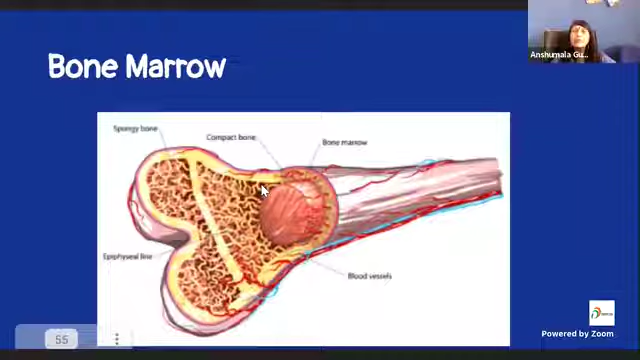 Anshumala Gu...
Bone Marrow
Spongy bone
Compact bone
Bone marrow
Epiphyseal line
Blood vessels
55
Powered by Zoom